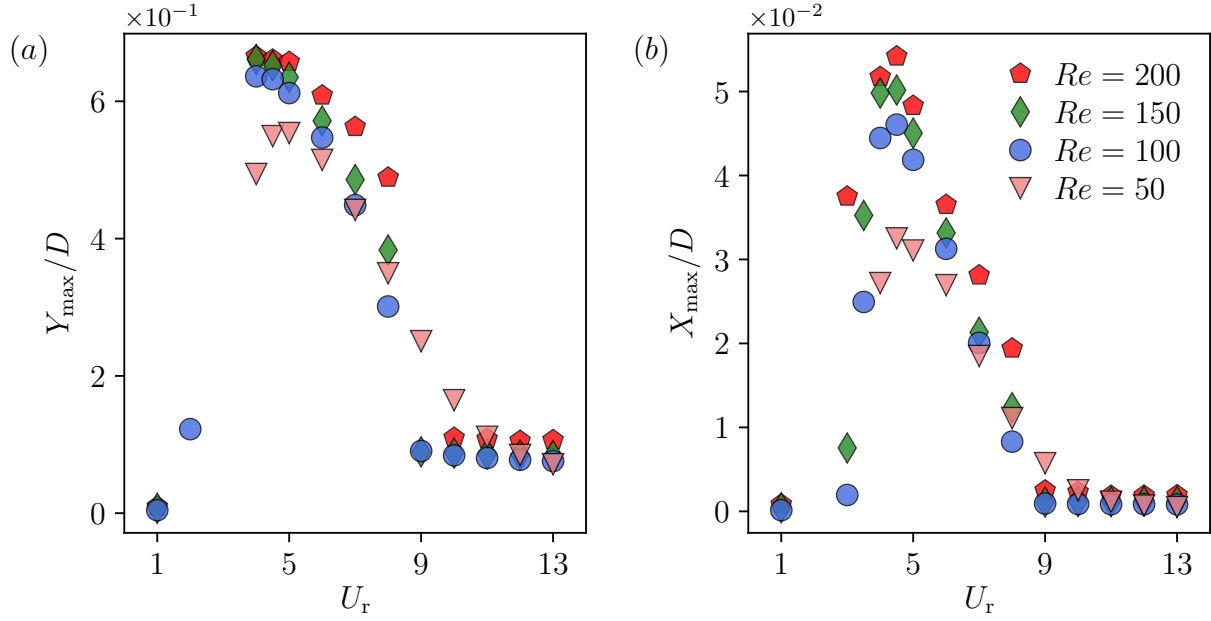 (a)
×10⁻¹
6
4
2
0
Y_max/D
1 5 9 13
U_r
(b)
×10⁻²
5
4
3
2
1
0
X_max/D
1 5 9 13
U_r
Re = 200
Re = 150
Re = 100
Re = 50